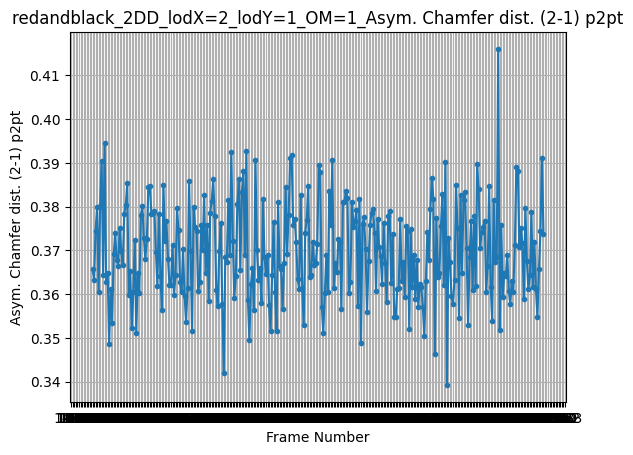 redandblack_2DD_lodX=2_lodY=1_OM=1_Asym. Chamfer dist. (2-1) p2pt
Asym. Chamfer dist. (2-1) p2pt
0.41
0.40
0.39
0.38
0.37
0.36
0.35
0.34
Frame Number